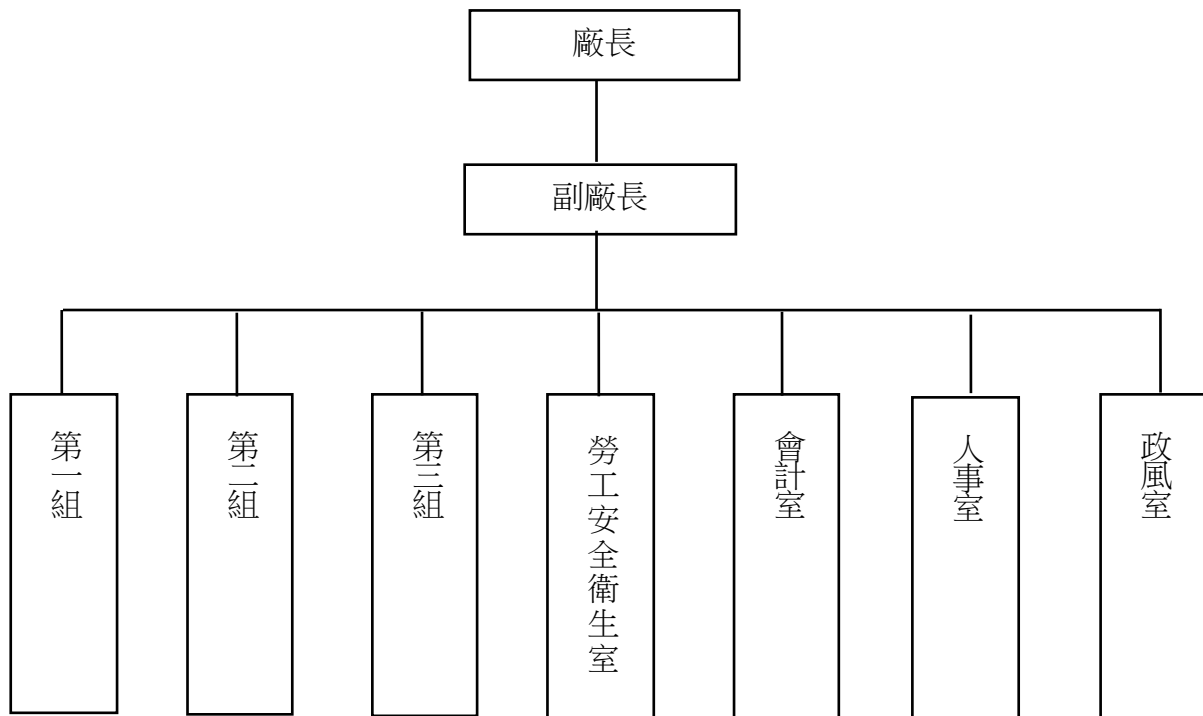 廠長
副廠長
第一組
第二組
第三組
勞工安全衛生室
會計室
人事室
政風室